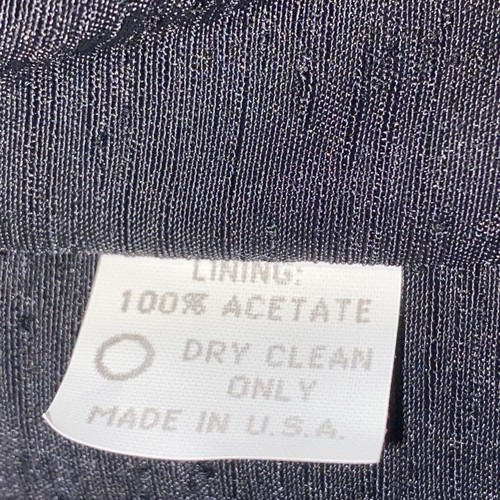 LINING:
100% ACETATE
DRY CLEAN
ONLY
MADE IN U.S.A.